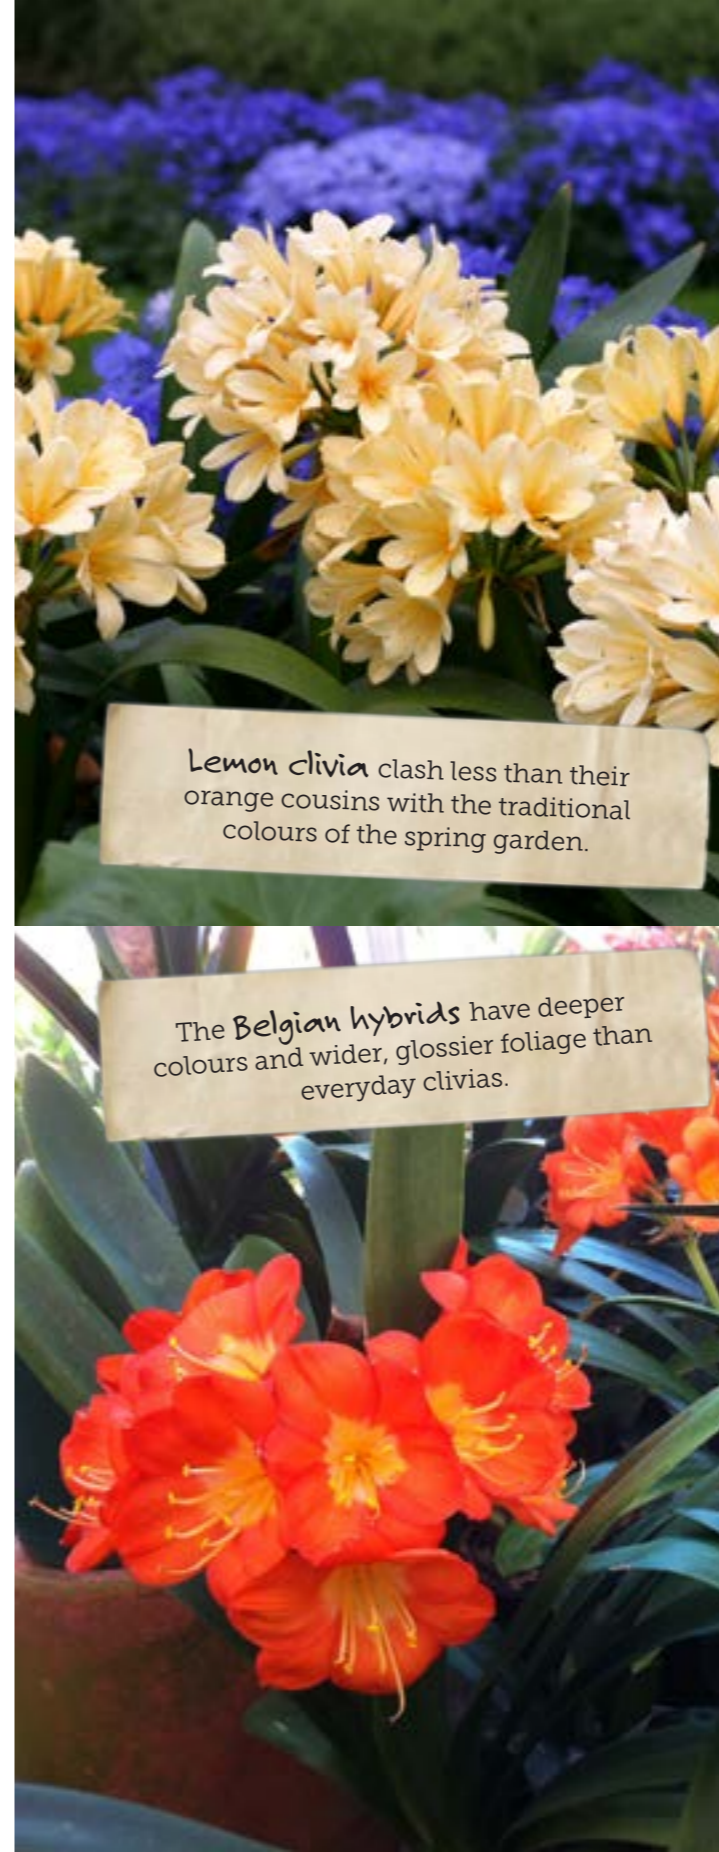 Lemon clivia clash less than their
orange cousins with the traditional
colours of the spring garden.
The Belgian hybrids have deeper
colours and wider, glossier foliage than
everyday clivias.